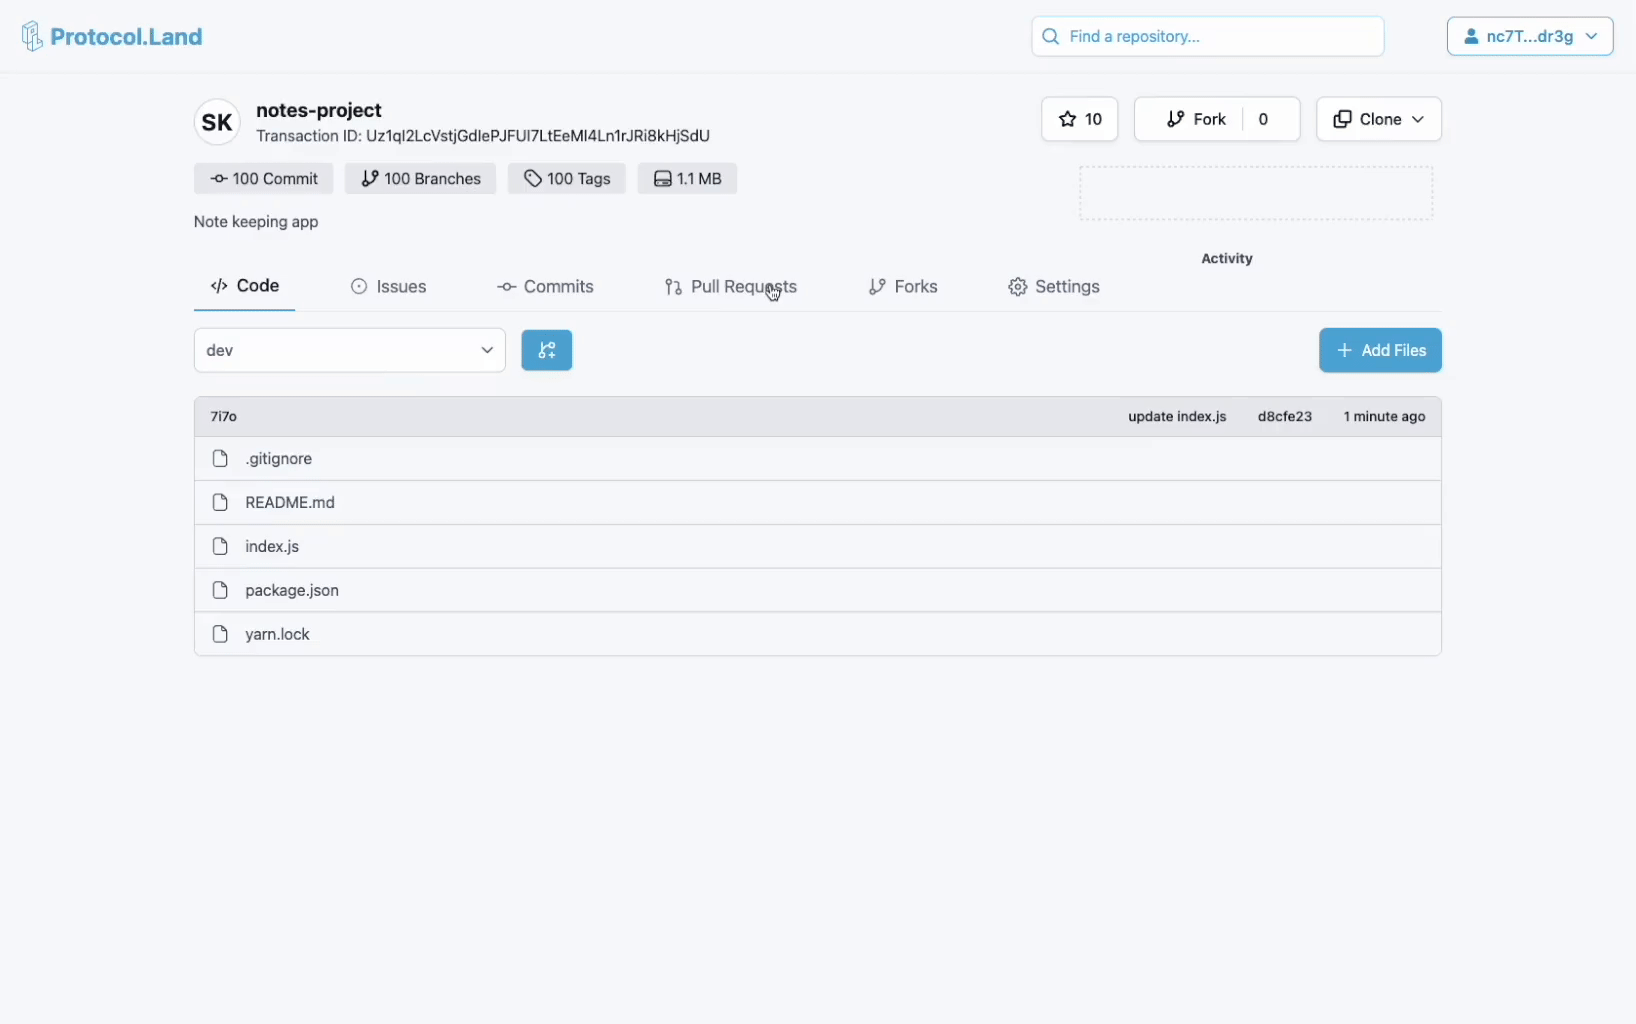 Protocol.Land
Find a repository...
nc7T...dr3g
SK
notes-project
Transaction ID: Uz1ql2LcVstjGdlePJFUl7LtEeMl4Ln1rJRi8kHjSdU
10
Fork 0
Clone
100 Commit
100 Branches
100 Tags
1.1 MB
Note keeping app
Activity
Code
Issues
Commits
Pull Requests
Forks
Settings
dev
Add Files
7i7o
update index.js
d8cfe23
1 minute ago
.gitignore
README.md
index.js
package.json
yarn.lock